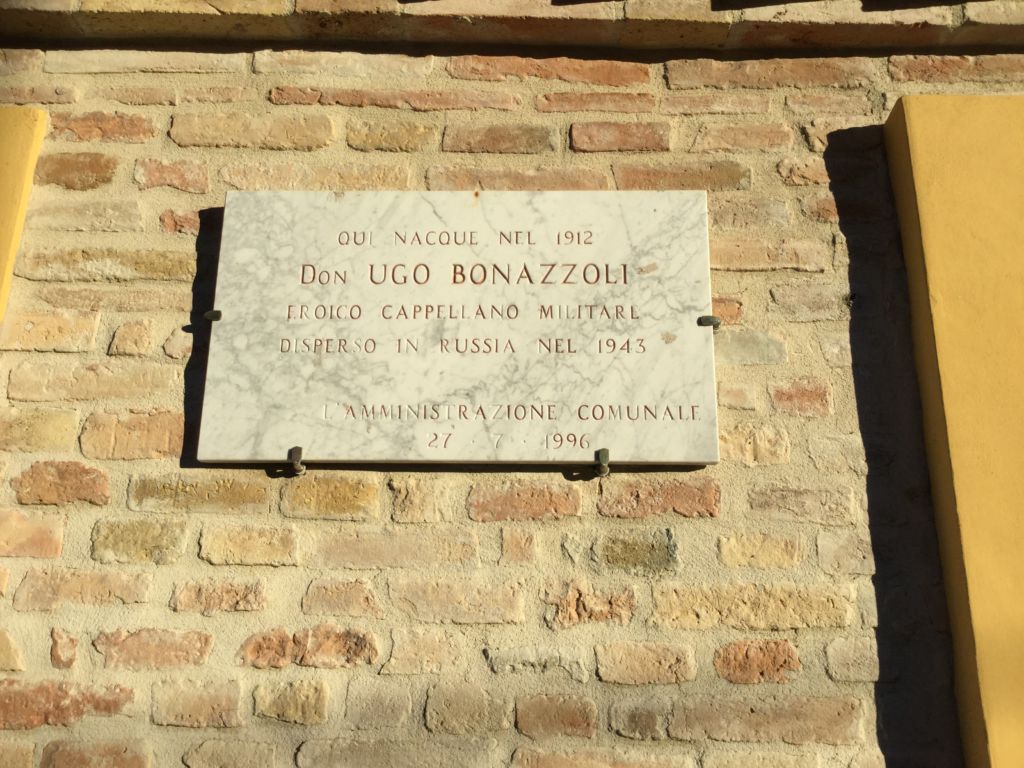 QUI NACQUE NEL 1912
DON UGO BONAZZOLI
EROICO CAPPELLANO MILITARE
DISPERSO IN RUSSIA NEL 1943
L'AMMINISTRAZIONE COMUNALE
27 · 7 · 1996